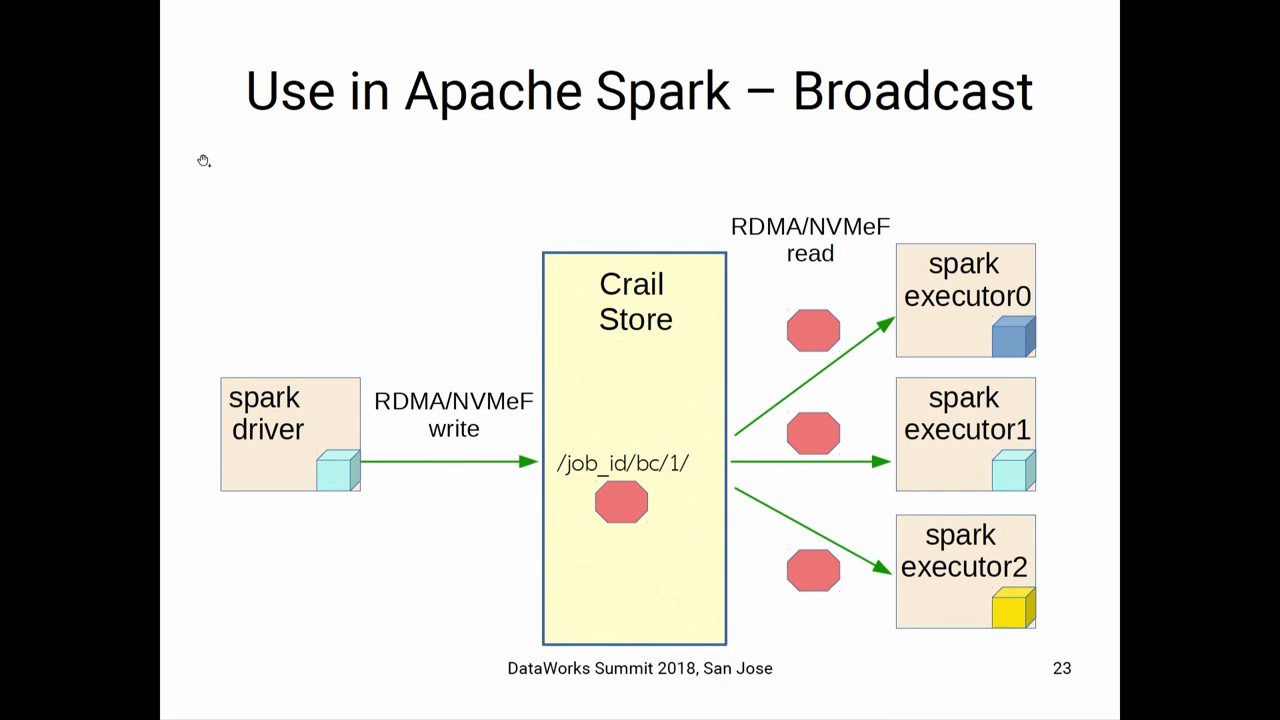 Use in Apache Spark – Broadcast
RDMA/NVMeF
read
spark
executor0
Crail
Store
spark
driver
RDMA/NVMeF
write
spark
executor1
/job_id/bc/1/
spark
executor2
DataWorks Summit 2018, San Jose
23